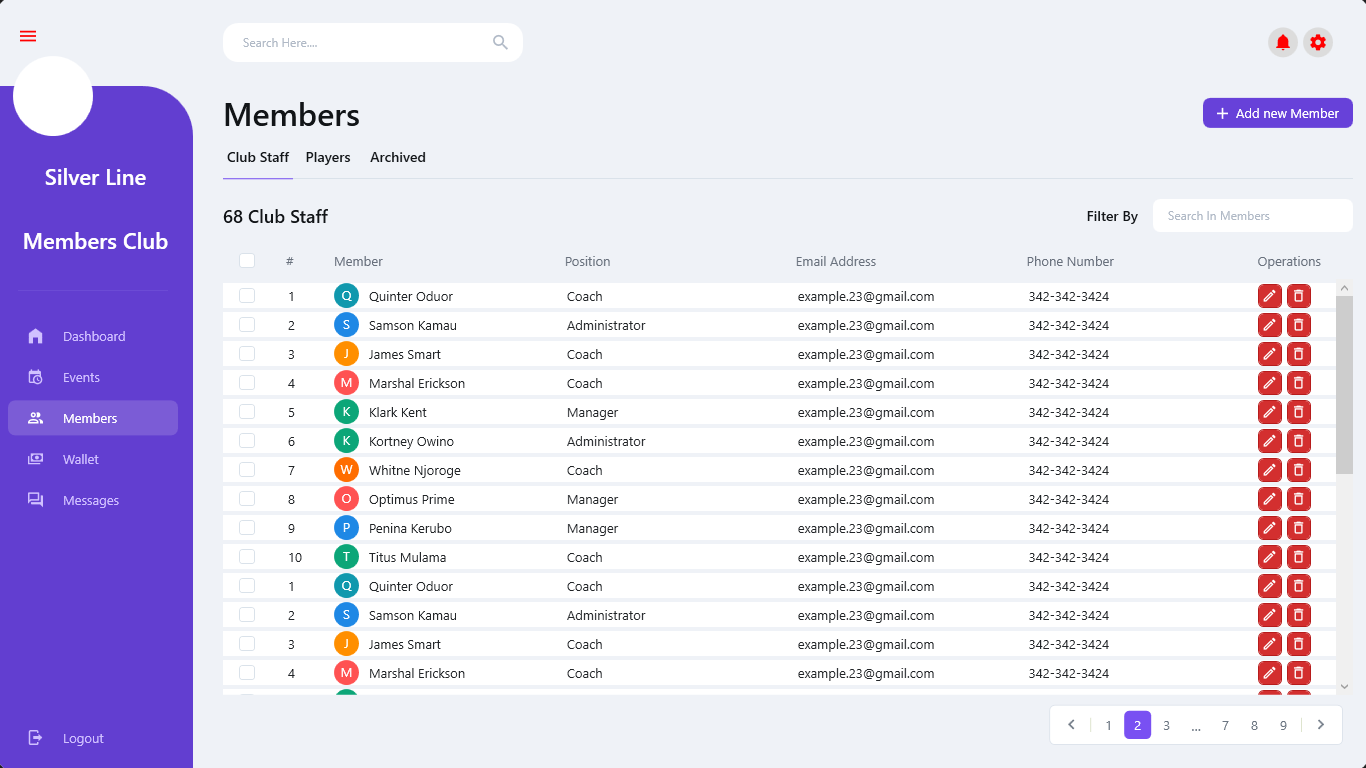 Search Here....
Silver Line
Members Club
Dashboard
Events
Members
Wallet
Messages
Logout
Members
+ Add new Member
Club Staff Players Archived
68 Club Staff Filter By Search In Members
# Member Position Email Address Phone Number Operations
1 Q Quinter Oduor Coach example.23@gmail.com 342-342-3424
2 S Samson Kamau Administrator example.23@gmail.com 342-342-3424
3 J James Smart Coach example.23@gmail.com 342-342-3424
4 M Marshal Erickson Coach example.23@gmail.com 342-342-3424
5 K Klark Kent Manager example.23@gmail.com 342-342-3424
6 K Kortney Owino Administrator example.23@gmail.com 342-342-3424
7 W Whitne Njoroge Coach example.23@gmail.com 342-342-3424
8 O Optimus Prime Manager example.23@gmail.com 342-342-3424
9 P Penina Kerubo Manager example.23@gmail.com 342-342-3424
10 T Titus Mulama Coach example.23@gmail.com 342-342-3424
1 Q Quinter Oduor Coach example.23@gmail.com 342-342-3424
2 S Samson Kamau Administrator example.23@gmail.com 342-342-3424
3 J James Smart Coach example.23@gmail.com 342-342-3424
4 M Marshal Erickson Coach example.23@gmail.com 342-342-3424
1 2 3 ... 7 8 9